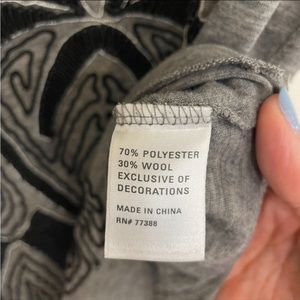 70% POLYESTER
30% WOOL
EXCLUSIVE OF
DECORATIONS
MADE IN CHINA
RN# 77388